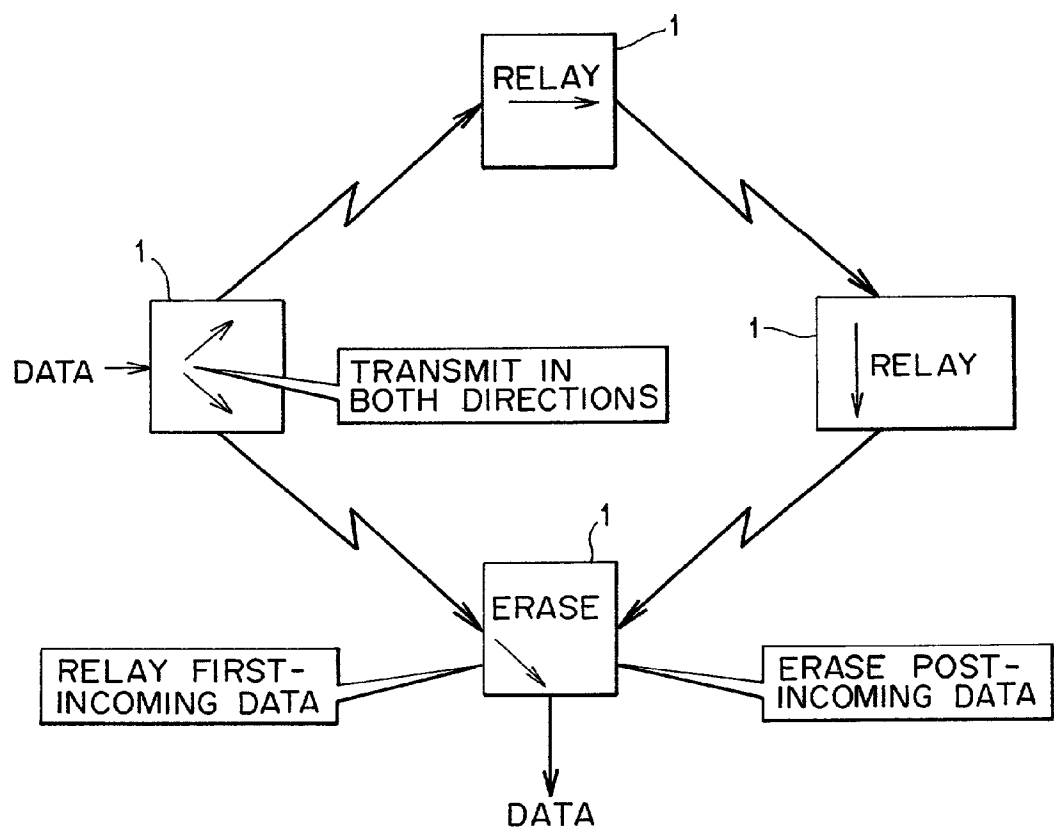 1
RELAY
1
DATA
TRANSMIT IN
BOTH DIRECTIONS
1
RELAY
1
ERASE
RELAY FIRST-
INCOMING DATA
ERASE POST-
INCOMING DATA
DATA